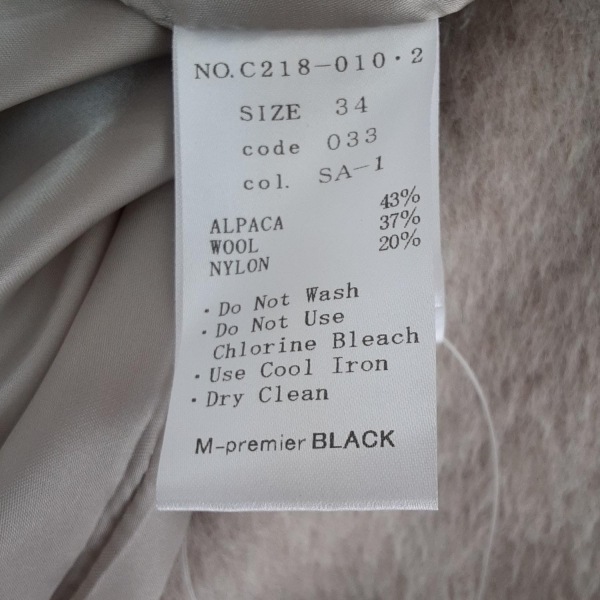 NO. C218-010・2
SIZE 34
code 033
col. SA-1
ALPACA 43%
WOOL 37%
NYLON 20%
・Do Not Wash
・Do Not Use
Chlorine Bleach
・Use Cool Iron
・Dry Clean
M-premier BLACK